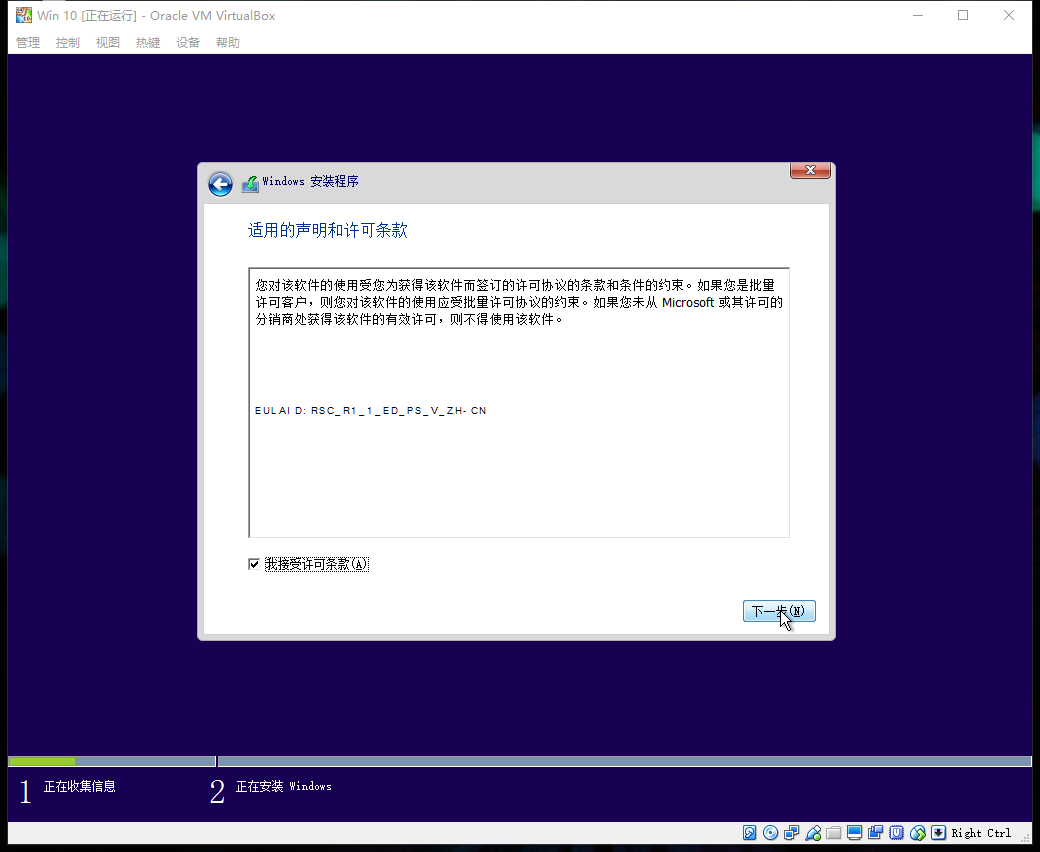 Win 10 [正在运行] - Oracle VM VirtualBox
管理 控制 视图 热键 设备 帮助
Windows 安装程序
适用的声明和许可条款
您对该软件的使用受您为获得该软件而签订的许可协议的条款和条件的约束。如果您是批量
许可客户，则您对该软件的使用应受批量许可协议的约束。如果您未从 Microsoft 或其许可的
分销商处获得该软件的有效许可，则不得使用该软件。
EULAI D: RSC_R1_1_ED_PS_V_ZH- CN
我接受许可条款(A)
下一步(N)
1 正在收集信息 2 正在安装 Windows
Right Ctrl